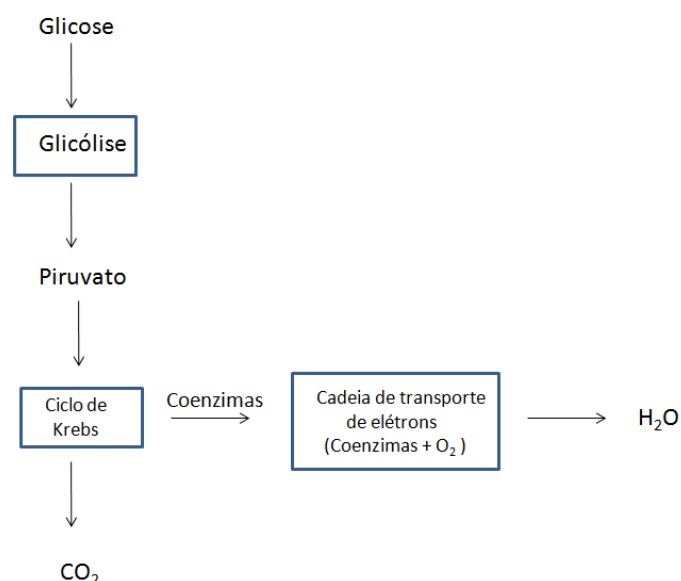 Glicose
Glicólise
Piruvato
Ciclo de
Krebs
Coenzimas
Cadeia de transporte
de elétrons
(Coenzimas + O₂ )
H₂O
CO₂